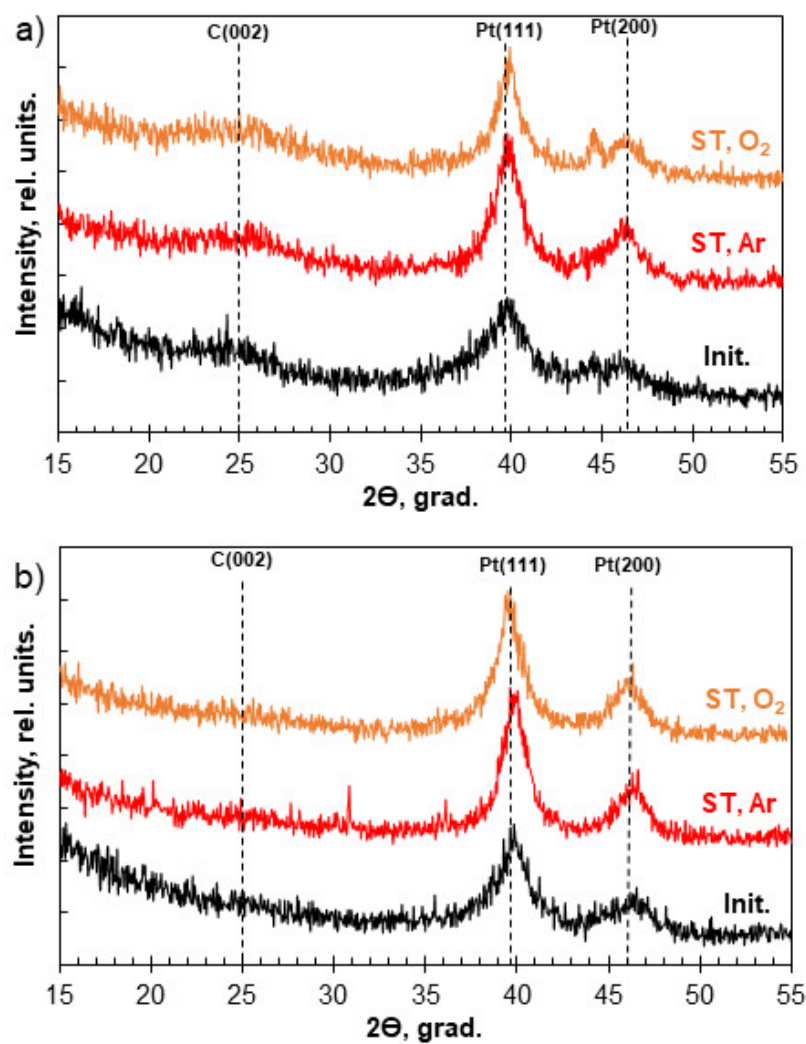 a)
C(002)
Pt(111)
Pt(200)
ST, O₂
ST, Ar
Init.
Intensity, rel. units.
15 20 25 30 35 40 45 50 55
2Ɵ, grad.
b)
C(002)
Pt(111)
Pt(200)
ST, O₂
ST, Ar
Init.
Intensity, rel. units.
15 20 25 30 35 40 45 50 55
2Ɵ, grad.